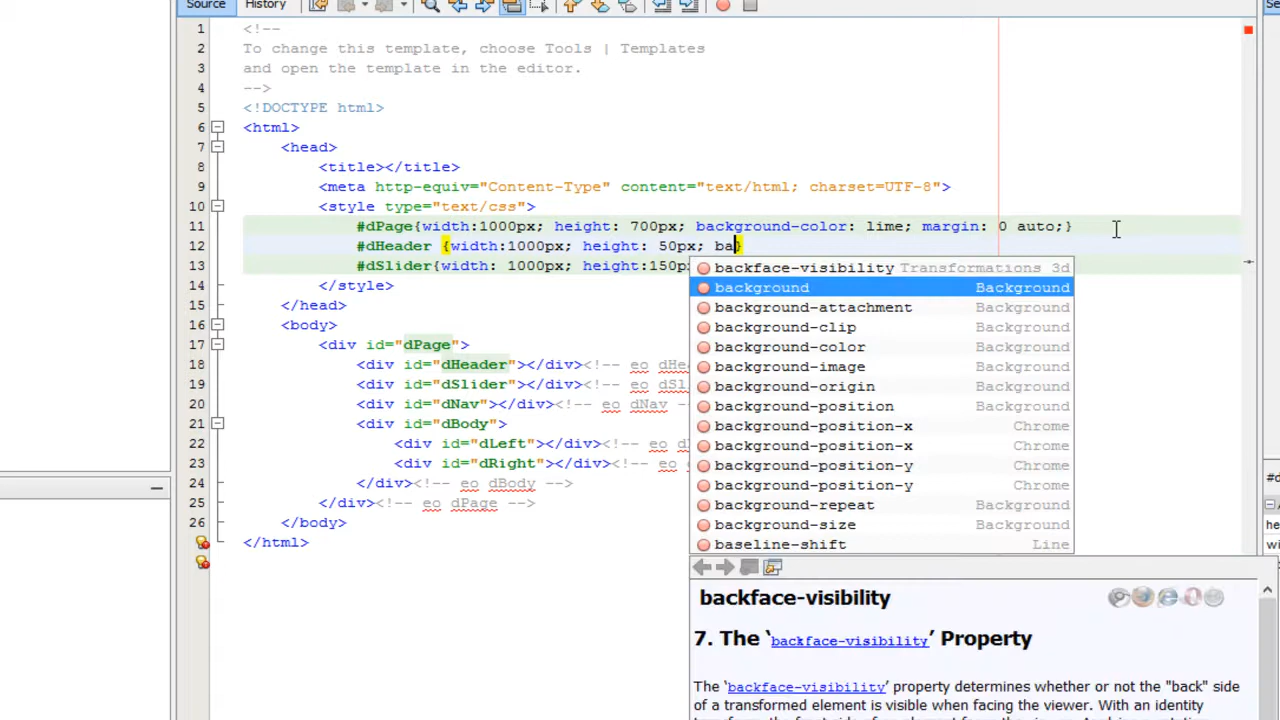 Source History
1 <!--
2 To change this template, choose Tools | Templates
3 and open the template in the editor.
4 -->
5 <!DOCTYPE html>
6 <html>
7 <head>
8 <title></title>
9 <meta http-equiv="Content-Type" content="text/html; charset=UTF-8">
10 <style type="text/css">
11 #dPage{width:1000px; height: 700px; background-color: lime; margin: 0 auto;}
12 #dHeader {width:1000px; height: 50px; ba}
13 #dSlider{width: 1000px; height:150p
14 </style>
15 </head>
16 <body>
17 <div id="dPage">
18 <div id="dHeader"></div><!-- eo dHe
19 <div id="dSlider"></div><!-- eo dSl
20 <div id="dNav"></div><!-- eo dNav -
21 <div id="dBody">
22 <div id="dLeft"></div><!-- eo d
23 <div id="dRight"></div><!-- eo
24 </div><!-- eo dBody -->
25 </div><!-- eo dPage -->
26 </body>
</html>
backface-visibility Transformations 3d
background Background
background-attachment Background
background-clip Background
background-color Background
background-image Background
background-origin Background
background-position Background
background-position-x Chrome
background-position-x Chrome
background-position-y Chrome
background-position-y Chrome
background-repeat Background
background-size Background
baseline-shift Line
backface-visibility
7. The ‘backface-visibility’ Property
The ‘backface-visibility’ property determines whether or not the "back" side
of a transformed element is visible when facing the viewer. With an identity
#d
he
wi